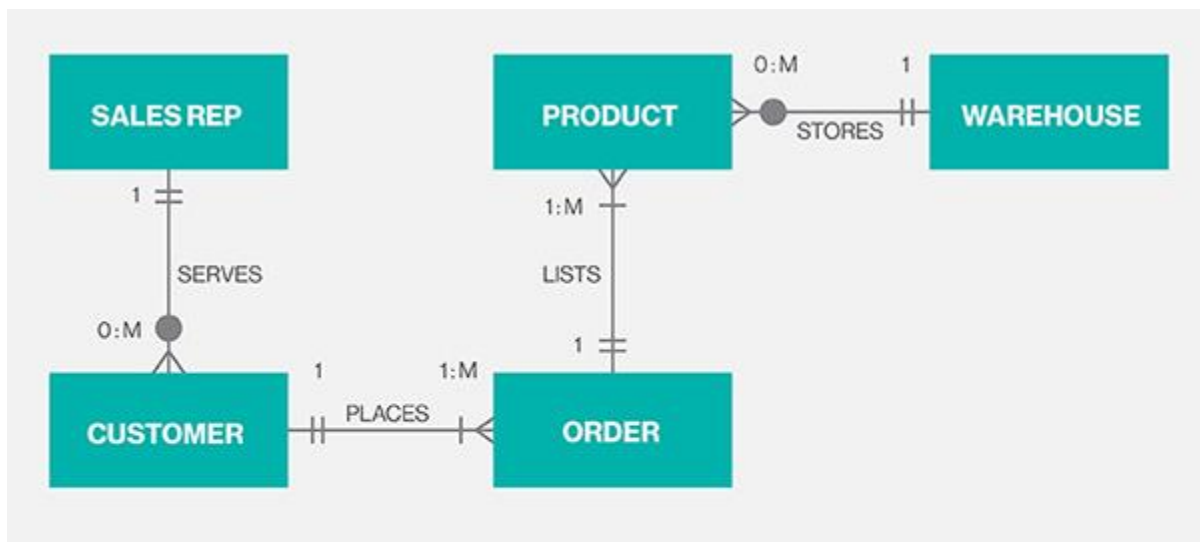 SALES REP
PRODUCT
0:M
1
STORES
WAREHOUSE
1
SERVES
0:M
1:M
LISTS
1
CUSTOMER
1
PLACES
1:M
ORDER